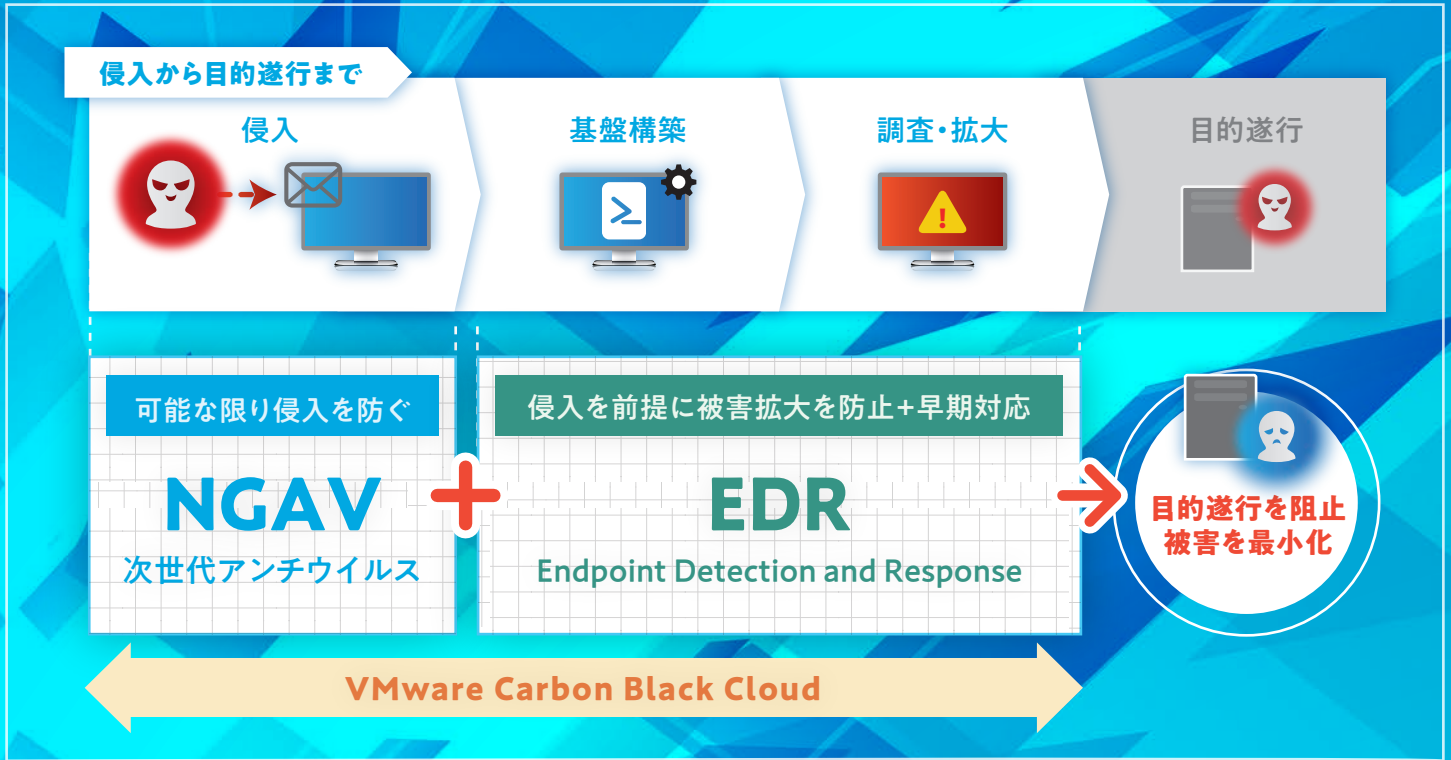 侵入から目的遂行まで
侵入
基盤構築
調査・拡大
目的遂行
可能な限り侵入を防ぐ
NGAV
次世代アンチウイルス
侵入を前提に被害拡大を防止+早期対応
EDR
Endpoint Detection and Response
目的遂行を阻止
被害を最小化
VMware Carbon Black Cloud